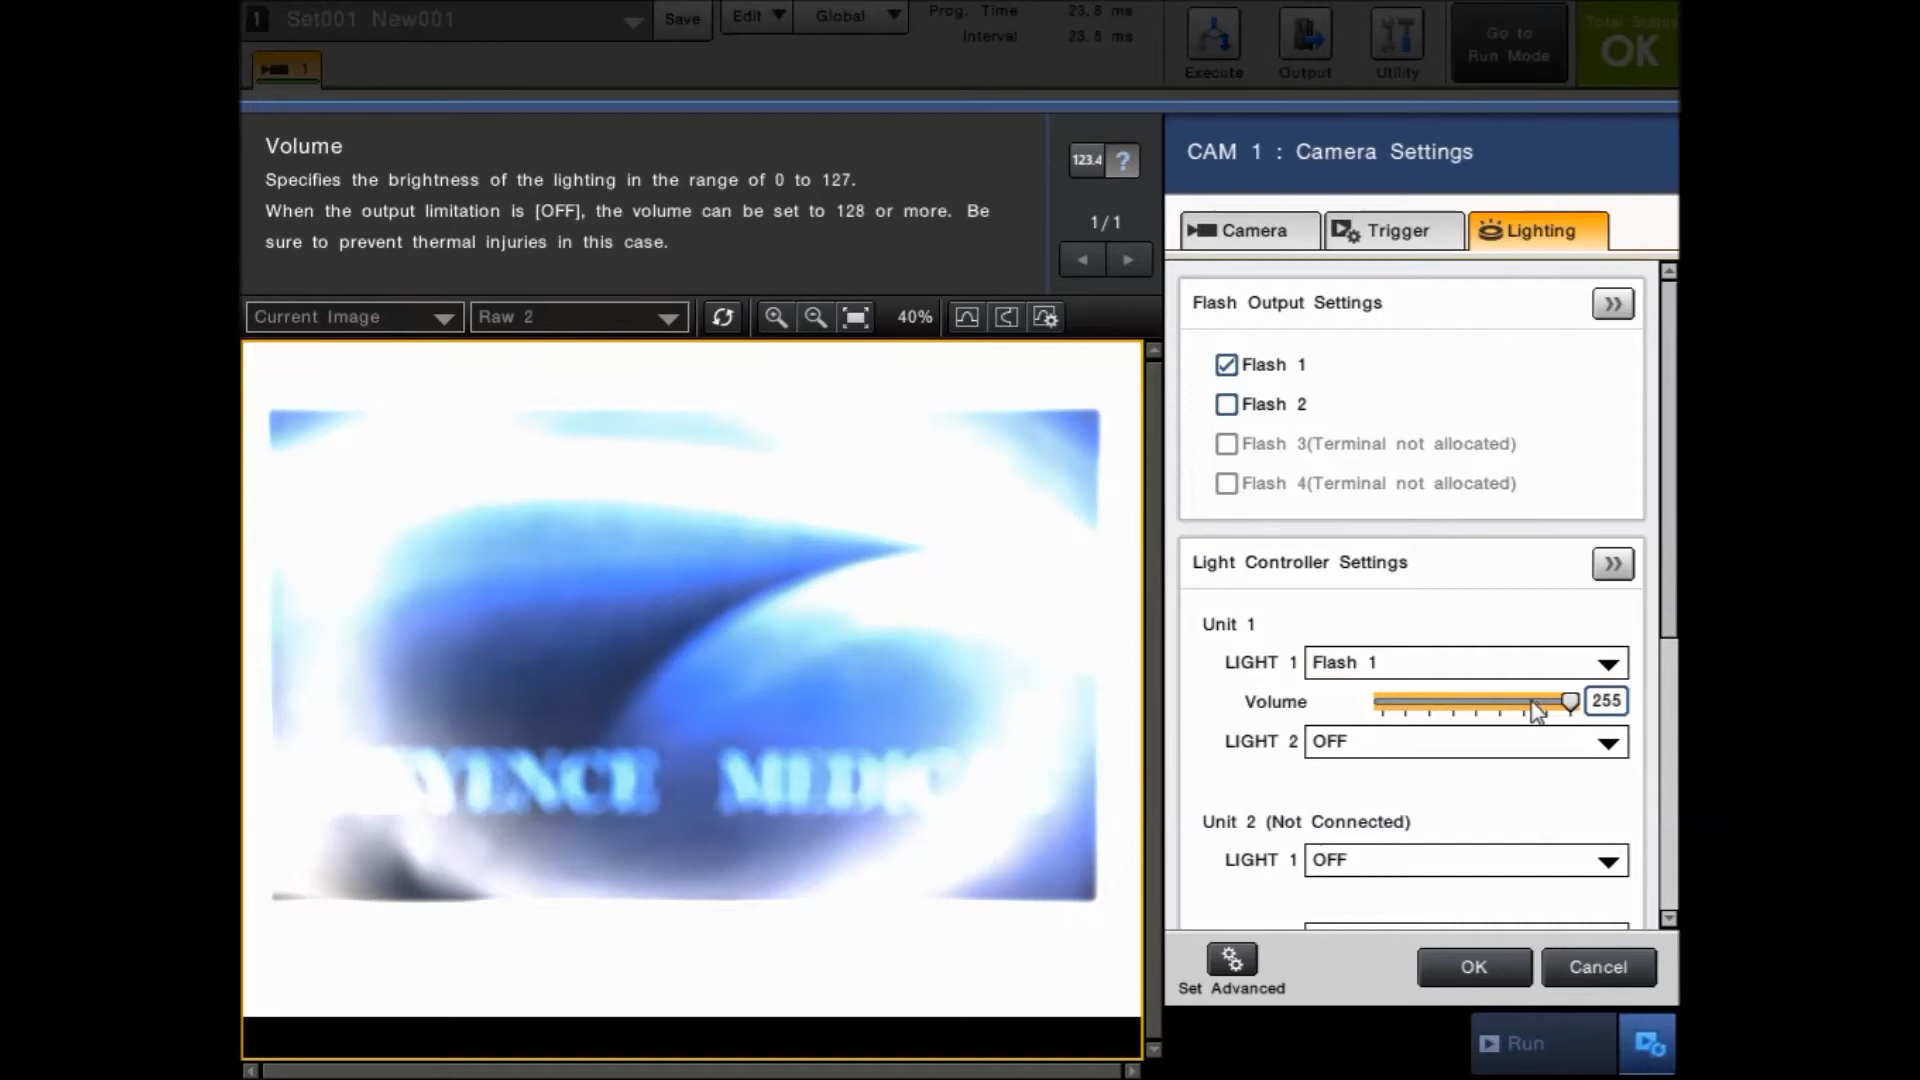 1 Set001 New001
Save
Edit
Global
Prog. Time 23.8 ms
Interval 23.8 ms
Execute
Output
Utility
Go to
Run Mode
Total Status
OK
1
Volume
Specifies the brightness of the lighting in the range of 0 to 127.
When the output limitation is [OFF], the volume can be set to 128 or more. Be
sure to prevent thermal injuries in this case.
123.4 ?
1/1
Current Image
Raw 2
40%
MEDIC
CAM 1 : Camera Settings
Camera
Trigger
Lighting
Flash Output Settings
Flash 1
Flash 2
Flash 3(Terminal not allocated)
Flash 4(Terminal not allocated)
Light Controller Settings
Unit 1
LIGHT 1 Flash 1
Volume 255
LIGHT 2 OFF
Unit 2 (Not Connected)
LIGHT 1 OFF
Set Advanced
OK
Cancel
Run